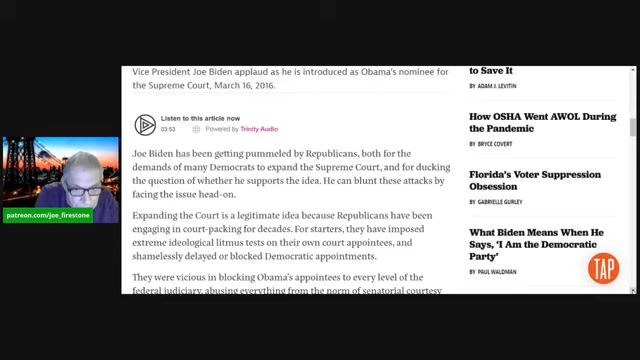 Vice President Joe Biden applaud as he is introduced as Obama's nominee for
the Supreme Court, March 16, 2016.
Listen to this article now
03:53
Powered by Trinity Audio
Joe Biden has been getting pummeled by Republicans, both for the
demands of many Democrats to expand the Supreme Court, and for ducking
the question of whether he supports the idea. He can blunt these attacks by
facing the issue head-on.
Expanding the Court is a legitimate idea because Republicans have been
engaging in court-packing for decades. For starters, they have imposed
extreme ideological litmus tests on their own court appointees, and
shamelessly delayed or blocked Democratic appointments.
They were vicious in blocking Obama's appointees to every level of the
federal judiciary, abusing everything from the norm of senatorial courtesy
to Save It
BY ADAM J. LEVITIN
How OSHA Went AWOL During
the Pandemic
BY BRYCE COVERT
Florida's Voter Suppression
Obsession
BY GABRIELLE GURLEY
What Biden Means When He
Says, 'I Am the Democratic
Party'
BY PAUL WALDMAN
TAP
patreon.com/joe_firestone